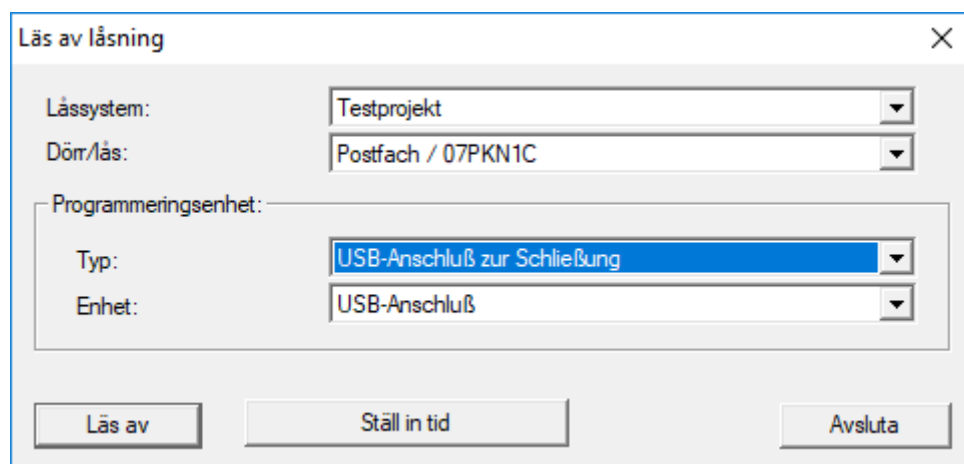 Läs av låsning
Låssystem: Testprojekt
Dörr/lås: Postfach / 07PKN1C
Programmeringsenhet:
Typ: USB-Anschluß zur Schließung
Enhet: USB-Anschluß
Läs av Ställ in tid Avsluta